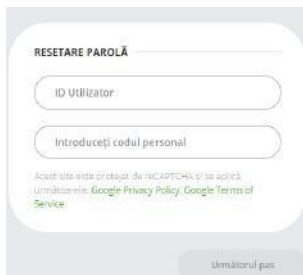 RESETARE PAROLĂ
ID Utilizator
Introduceți codul personal
Acest site este protejat de reCAPTCHA și se aplică
următoarele: Google Privacy Policy, Google Terms of
Service
Următorul pas